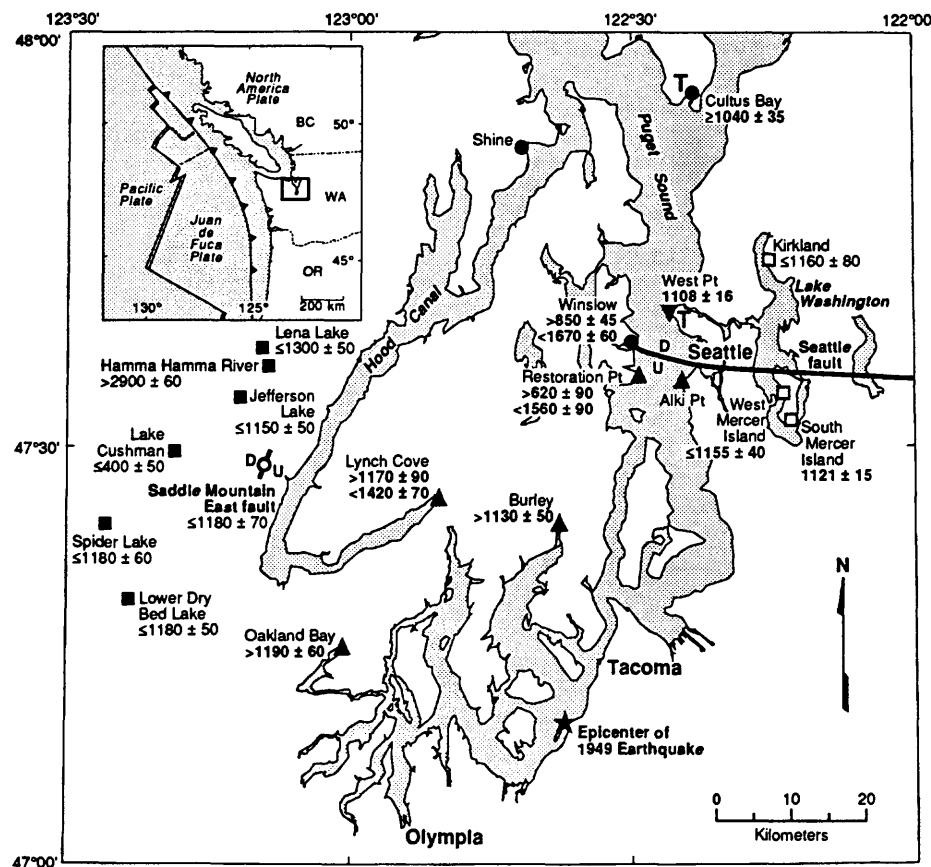 123°30'
123°00'
122°30'
122°00'
48°00'
North
America
Plate
BC
50°
WA
Pacific
Plate
Juan
de
Fuca
Plate
OR
45°
130°
125°
200 km
T
Cultus Bay
≥1040 ± 35
Shine
Puget
Sound
Kirkland
≤1160 ± 80
Lake
Washington
West Pt
1108 ± 16
T
Winslow
>850 ± 45
<1670 ± 60
D
U
Seattle
Seattle
fault
Restoration Pt
>620 ± 90
<1560 ± 90
Alki Pt
West
Mercer
Island
≤1155 ± 40
South
Mercer
Island
1121 ± 15
Hood
Canal
Lena Lake
≤1300 ± 50
Hamma Hamma River
>2900 ± 60
Jefferson
Lake
≤1150 ± 50
Lake
Cushman
≤400 ± 50
47°30'
D
U
Saddle Mountain
East fault
≤1180 ± 70
Lynch Cove
>1170 ± 90
<1420 ± 70
Burley
>1130 ± 50
Spider Lake
≤1180 ± 60
Lower Dry
Bed Lake
≤1180 ± 50
Oakland Bay
>1190 ± 60
Tacoma
N
Epicenter of
1949 Earthquake
Olympia
0 10 20
Kilometers
47°00'